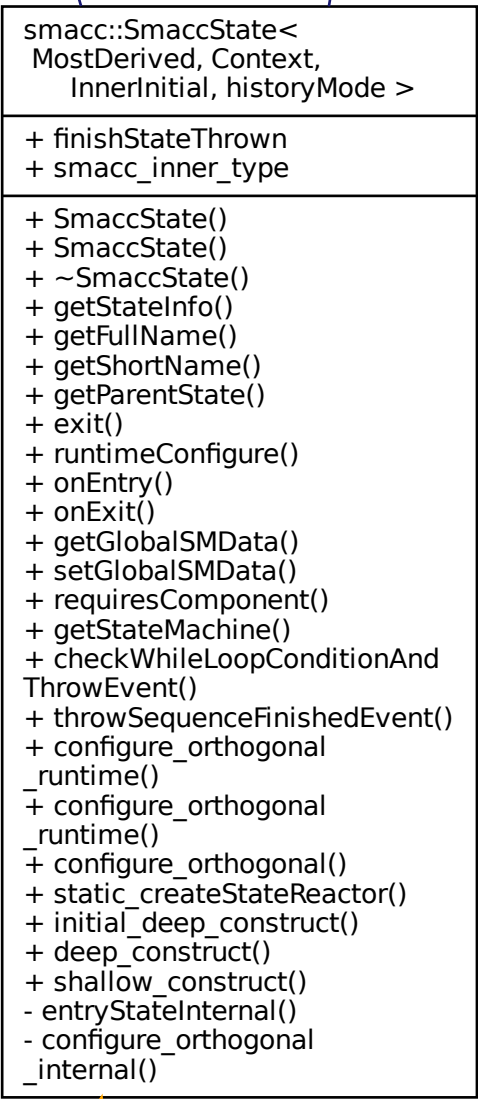 smacc::SmaccState<
MostDerived, Context,
InnerInitial, historyMode >
+ finishStateThrown
+ smacc_inner_type
+ SmaccState()
+ SmaccState()
+ ~SmaccState()
+ getStateInfo()
+ getFullName()
+ getShortName()
+ getParentState()
+ exit()
+ runtimeConfigure()
+ onEntry()
+ onExit()
+ getGlobalSMData()
+ setGlobalSMData()
+ requiresComponent()
+ getStateMachine()
+ checkWhileLoopConditionAnd
ThrowEvent()
+ throwSequenceFinishedEvent()
+ configure_orthogonal
_runtime()
+ configure_orthogonal
_runtime()
+ configure_orthogonal()
+ static_createStateReactor()
+ initial_deep_construct()
+ deep_construct()
+ shallow_construct()
- entryStateInternal()
- configure_orthogonal
_internal()